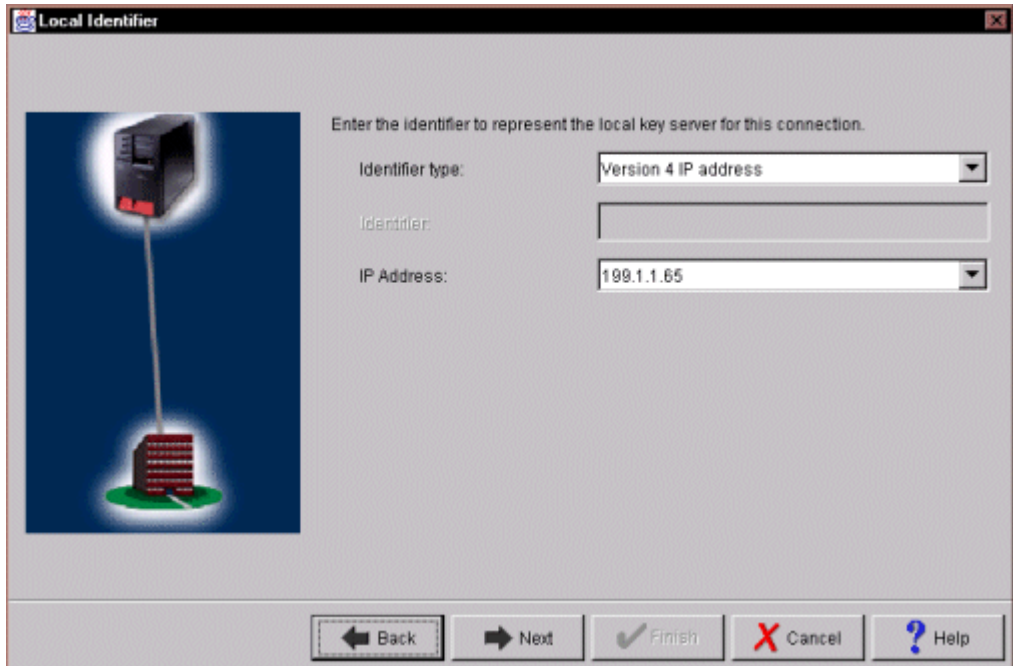 Local Identifier
Enter the identifier to represent the local key server for this connection.
Identifier type:
Version 4 IP address
Identifier:
IP Address:
199.1.1.65
Back
Next
Finish
Cancel
Help